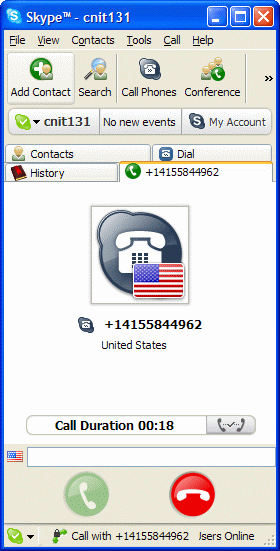 Skype™ - cnit131
File View Contacts Tools Call Help
Add Contact Search Call Phones Conference »
cnit131 No new events My Account
Contacts Dial
History +14155844962
+14155844962
United States
Call Duration 00:18
Call with +14155844962 Jsers Online